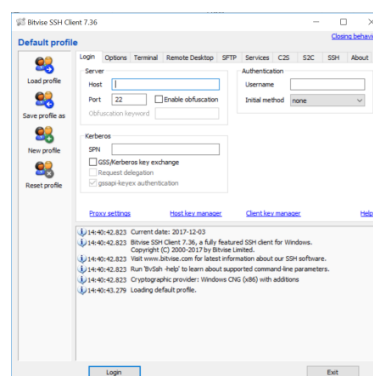 Bitvise SSH Client 7.36
Default profile
Closing behavi
Load profile
Save profile as
New profile
Reset profile
Login Options Terminal Remote Desktop SFTP Services C2S S2C SSH About
Server
Host
Port 22 Enable obfuscation
Obfuscation keyword
Authentication
Username
Initial method none
Kerberos
SPN
GSS/Kerberos key exchange
Request delegation
gssapi-keyex authentication
Proxy settings Host key manager Client key manager Help
14:40:42.823 Current date: 2017-12-03
14:40:42.823 Bitvise SSH Client 7.36, a fully featured SSH client for Windows.
Copyright (C) 2000-2017 by Bitvise Limited.
14:40:42.823 Visit www.bitvise.com for latest information about our SSH software.
14:40:42.823 Run 'BvSsh -help' to learn about supported command-line parameters.
14:40:42.823 Cryptographic provider: Windows CNG (x86) with additions
14:40:43.279 Loading default profile.
Login Exit